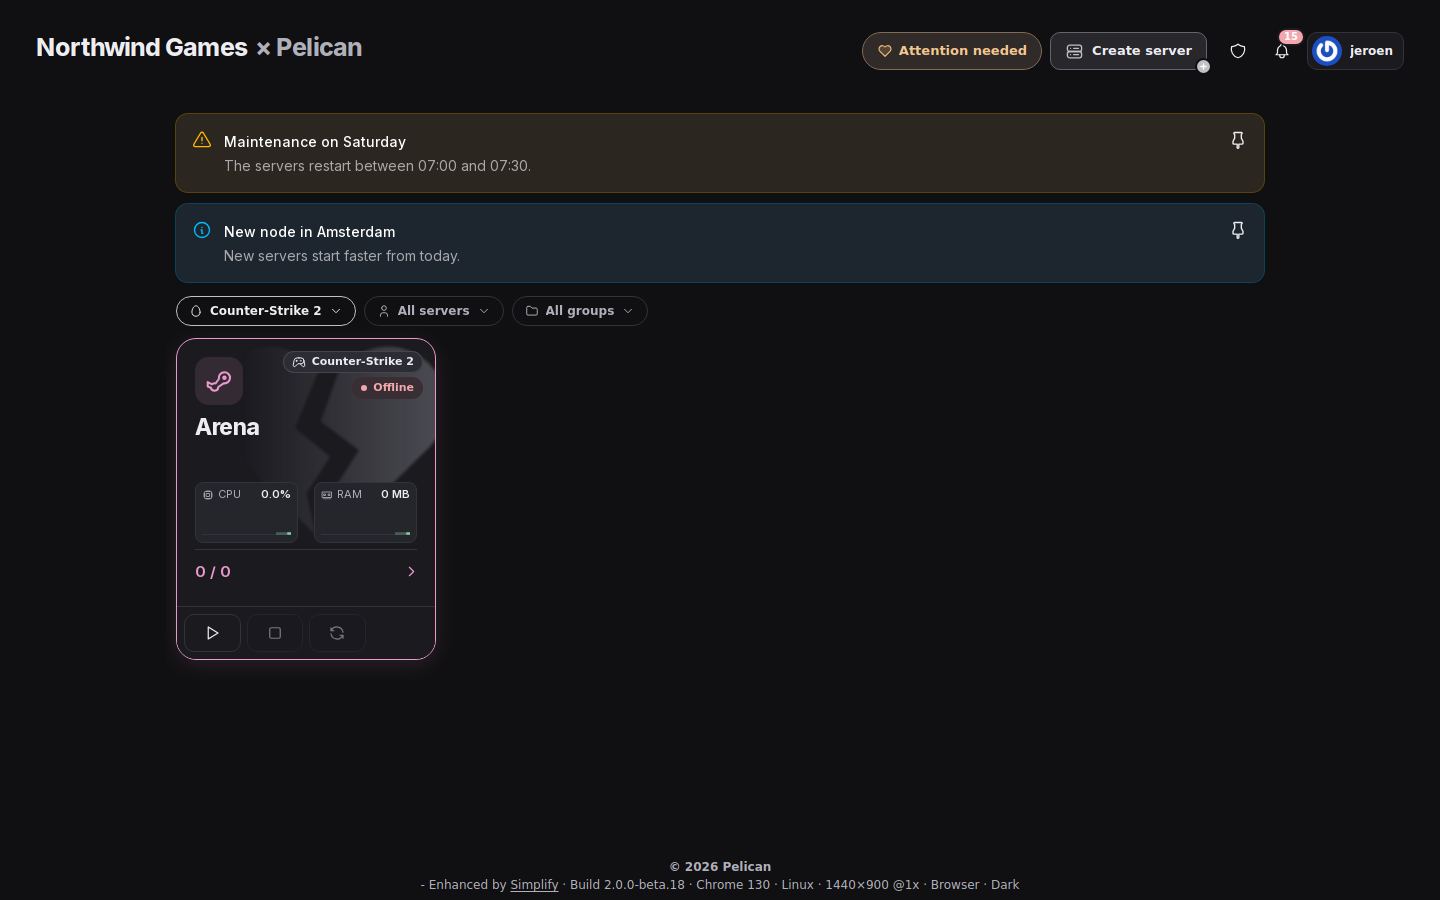 Northwind Games × Pelican
Attention needed
Create server
15
jeroen
Maintenance on Saturday
The servers restart between 07:00 and 07:30.
New node in Amsterdam
New servers start faster from today.
Counter-Strike 2
All servers
All groups
Counter-Strike 2
Offline
Arena
CPU 0.0%
RAM 0 MB
0 / 0
© 2026 Pelican
- Enhanced by Simplify · Build 2.0.0-beta.18 · Chrome 130 · Linux · 1440×900 @1x · Browser · Dark